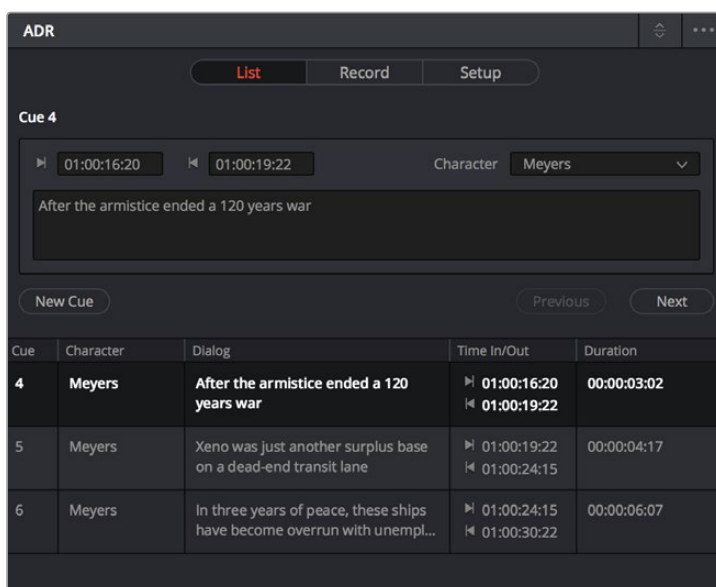 ADR
List Record Setup
Cue 4
01:00:16:20 01:00:19:22 Character Meyers
After the armistice ended a 120 years war
New Cue Previous Next
Cue Character Dialog Time In/Out Duration
4 Meyers After the armistice ended a 120 01:00:16:20 00:00:03:02
years war 01:00:19:22
5 Meyers Xeno was just another surplus base 01:00:19:22 00:00:04:17
on a dead-end transit lane 01:00:24:15
6 Meyers In three years of peace, these ships 01:00:24:15 00:00:06:07
have become overrun with unempl... 01:00:30:22